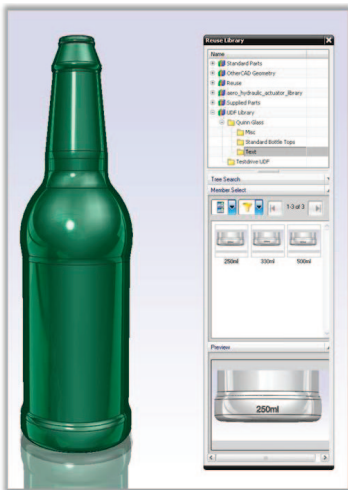 Reuse Library
Name
Standard Parts
OtherCAD Geometry
Reuse
aero_hydraulic_actuator_library
Supplied Parts
UDF Library
Quinn Glass
Misc
Standard Bottle Tops
Text
Testdrive UDF
Tree Search
Member Select
1-3 of 3
250ml
330ml
500ml
Preview
250ml